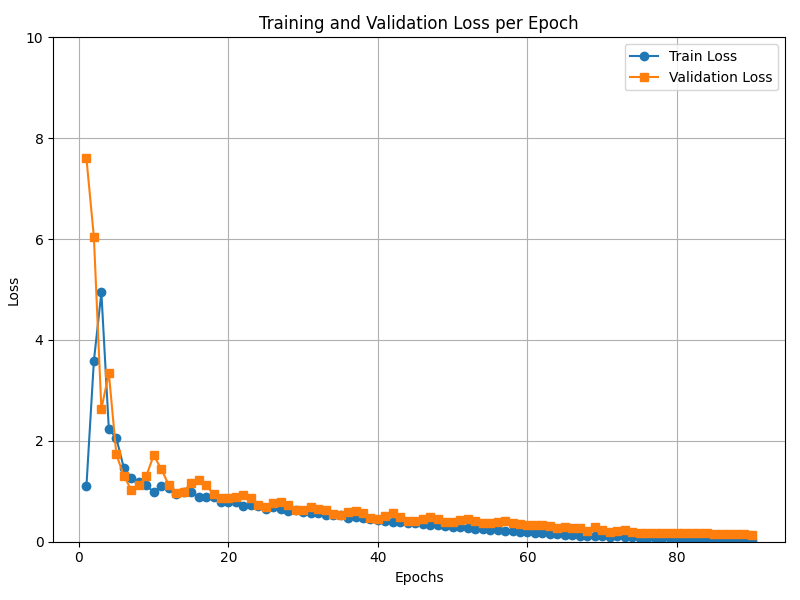 Training and Validation Loss per Epoch
Train Loss
Validation Loss
Loss
10
8
6
4
2
0
0 20 40 60 80
Epochs